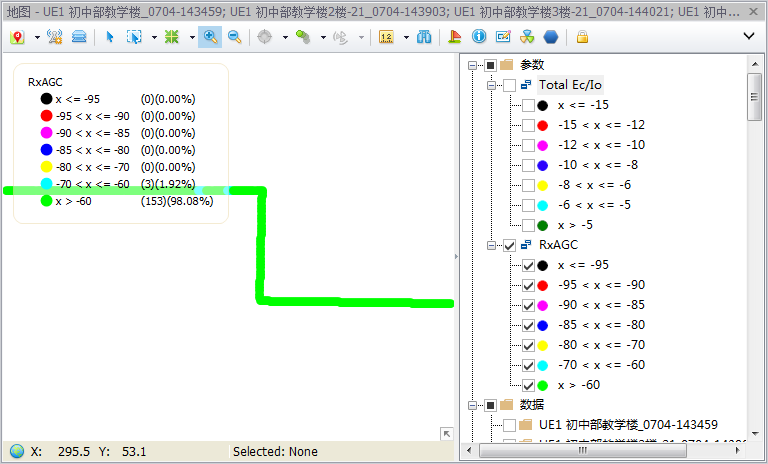 地图 - UE1 初中部教学楼_0704-143459; UE1 初中部教学楼2楼-21_0704-143903; UE1 初中部教学楼3楼-21_0704-144021; UE1 初中...
RxAGC
x <= -95 (0)(0.00%)
-95 < x <= -90 (0)(0.00%)
-90 < x <= -85 (0)(0.00%)
-85 < x <= -80 (0)(0.00%)
-80 < x <= -70 (0)(0.00%)
-70 < x <= -60 (3)(1.92%)
x > -60 (153)(98.08%)
参数
Total Ec/Io
x <= -15
-15 < x <= -12
-12 < x <= -10
-10 < x <= -8
-8 < x <= -6
-6 < x <= -5
x > -5
RxAGC
x <= -95
-95 < x <= -90
-90 < x <= -85
-85 < x <= -80
-80 < x <= -70
-70 < x <= -60
x > -60
数据
UE1 初中部教学楼_0704-143459
X: 295.5 Y: 53.1 Selected: None